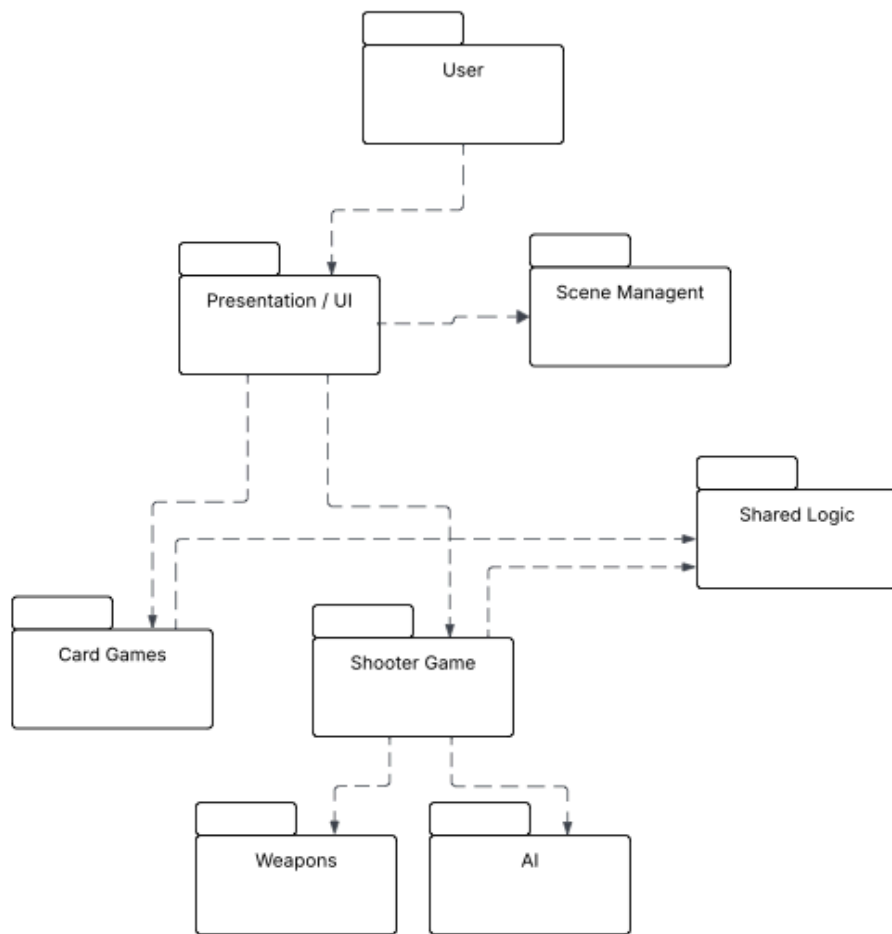 User
Presentation / UI
Scene Managent
Shared Logic
Card Games
Shooter Game
Weapons
AI